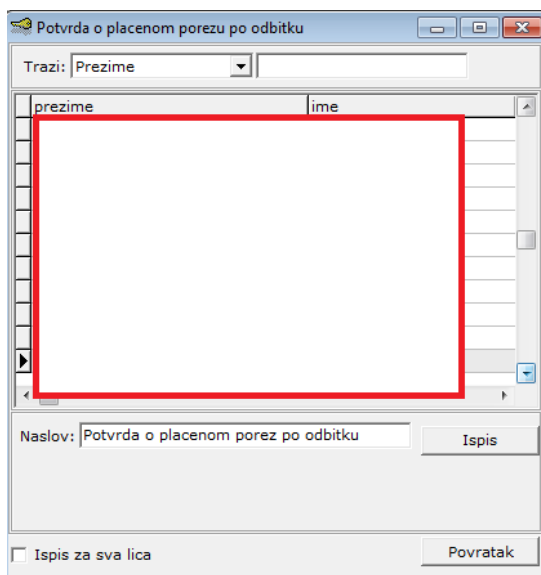 Potvrda o placenom porezu po odbitku
Trazi: Prezime
prezime ime
Naslov: Potvrda o placenom porez po odbitku
Ispis
Ispis za sva lica
Povratak